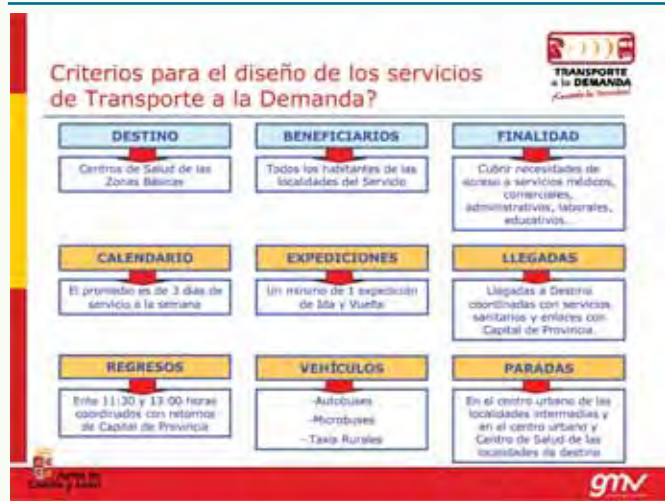 Criterios para el diseño de los servicios
de Transporte a la Demanda?
TRANSPORTE
a la DEMANDA
DESTINO
Centros de Salud de las
Zonas Básicas
BENEFICIARIOS
Todos los habitantes de las
localidades del Servicio
FINALIDAD
Cubrir necesidades de
acceso a servicios médicos,
comerciales,
administrativos, laborales,
educativos...
CALENDARIO
El promedio es de 3 días de
servicio a la semana
EXPEDICIONES
Un mínimo de 1 expedición
de Ida y Vuelta
LLEGADAS
Llegadas a Destino
coordinadas con servicios
sanitarios y enlaces con
Capital de Provincia
REGRESOS
Ente 11:30 y 13:00 horas
coordinados con retornos
de Capital de Provincia
VEHÍCULOS
-Autobuses
-Microbuses
-Taxis Rurales
PARADAS
En el centro urbano de las
localidades intermedias y
en el centro urbano y
Centro de Salud de las
localidades de destino
Junta de
Castilla y León
gmv